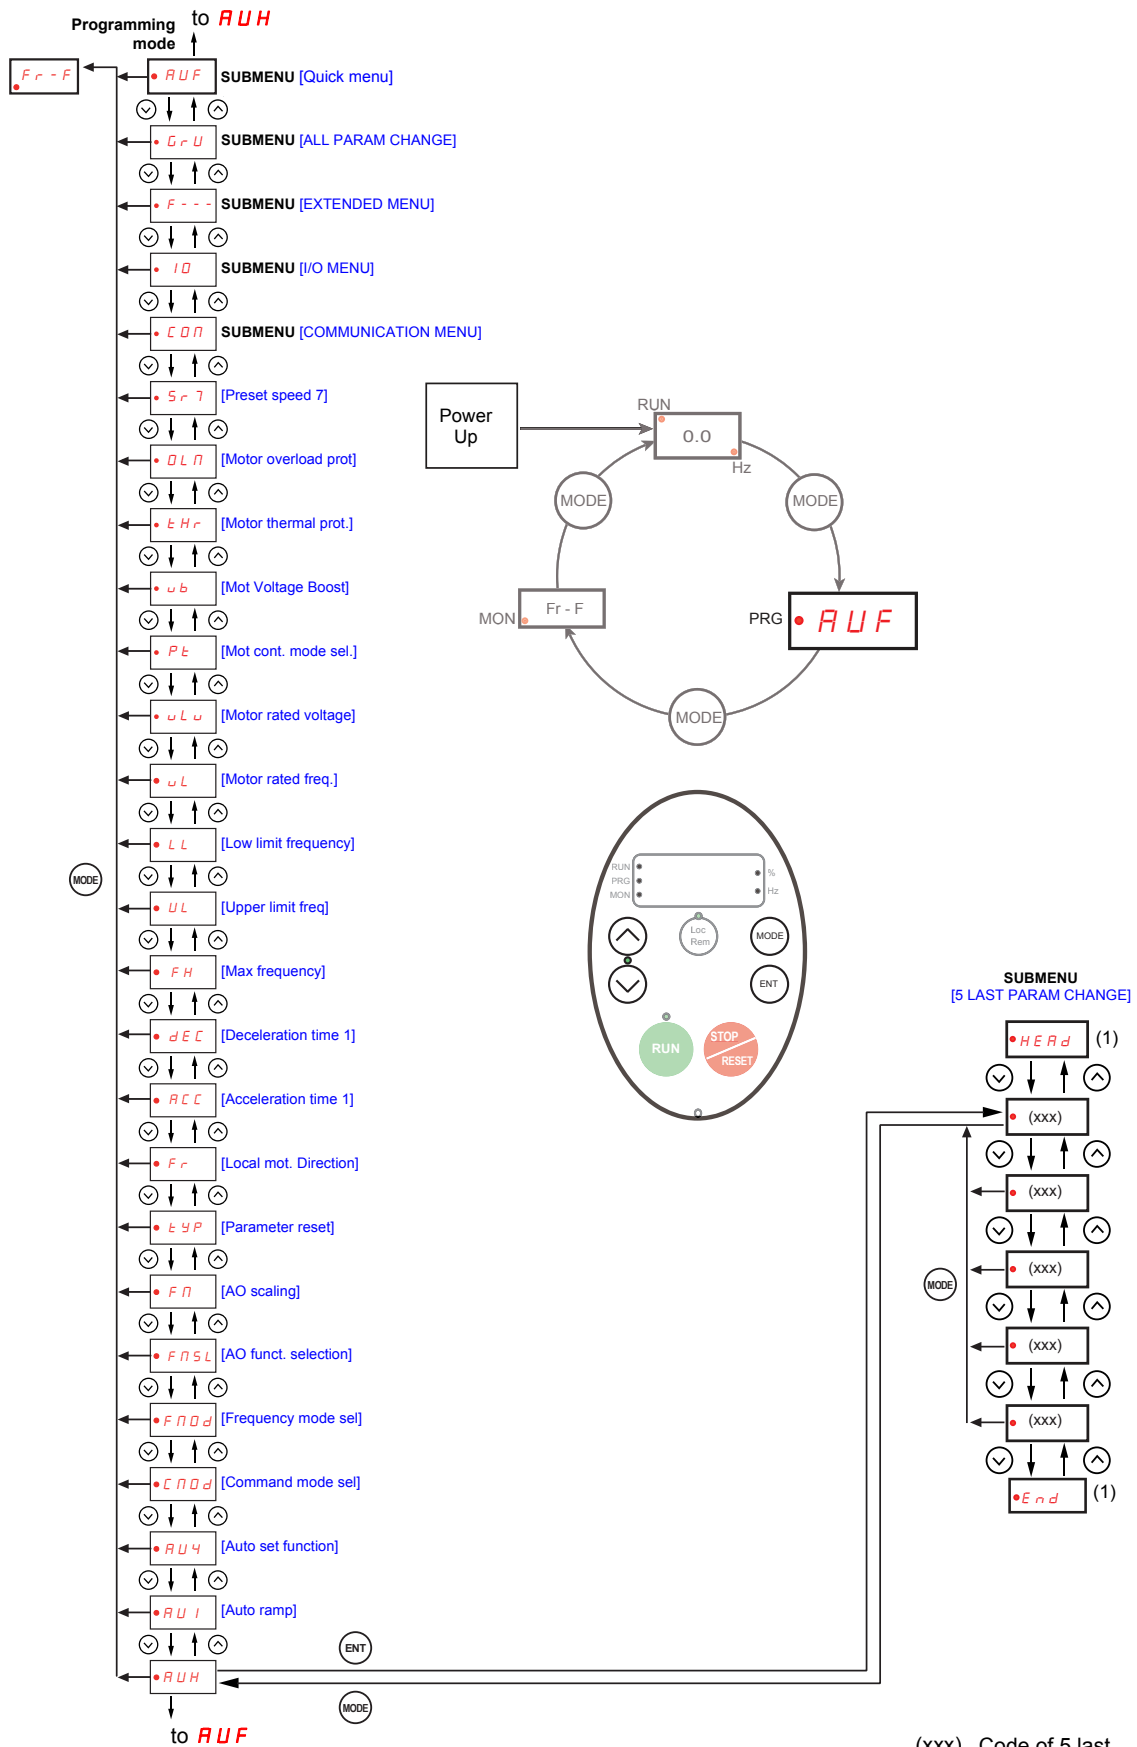 to AUH
Programming
mode
Fr-F
AUF SUBMENU [Quick menu]
GrU SUBMENU [ALL PARAM CHANGE]
F--- SUBMENU [EXTENDED MENU]
IO SUBMENU [I/O MENU]
COM SUBMENU [COMMUNICATION MENU]
Sr7 [Preset speed 7]
OLM [Motor overload prot]
tHr [Motor thermal prot.]
ub [Mot Voltage Boost]
Pt [Mot cont. mode sel.]
uLu [Motor rated voltage]
uL [Motor rated freq.]
LL [Low limit frequency]
MODE
UL [Upper limit freq]
FH [Max frequency]
dEC [Deceleration time 1]
ACC [Acceleration time 1]
Fr [Local mot. Direction]
tYP [Parameter reset]
FM [AO scaling]
FMSL [AO funct. selection]
FMOd [Frequency mode sel]
CMOd [Command mode sel]
AU4 [Auto set function]
AU1 [Auto ramp]
AUH
ENT
MODE
to AUF
Power
Up
RUN
0.0
Hz
MODE
MODE
MON
Fr - F
PRG
AUF
MODE
RUN
PRG
MON
%
Hz
Loc
Rem
MODE
ENT
RUN
STOP
RESET
SUBMENU
[5 LAST PARAM CHANGE]
HEAd (1)
(xxx)
(xxx)
(xxx)
MODE
(xxx)
(xxx)
End (1)
(xxx) Code of 5 last